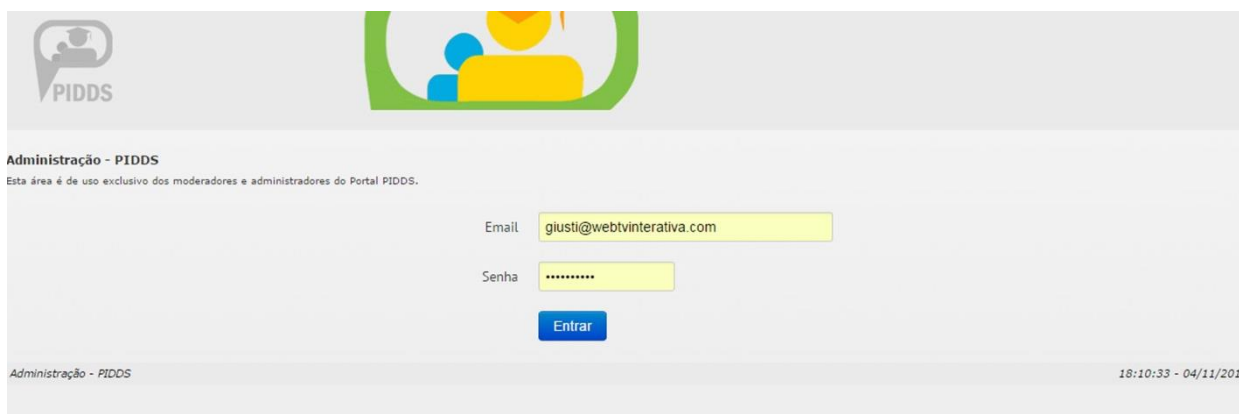 PIDDS
Administração - PIDDS
Esta área é de uso exclusivo dos moderadores e administradores do Portal PIDDS.
Email giusti@webtvinterativa.com
Senha ••••••••••
Entrar
Administração - PIDDS 18:10:33 - 04/11/201